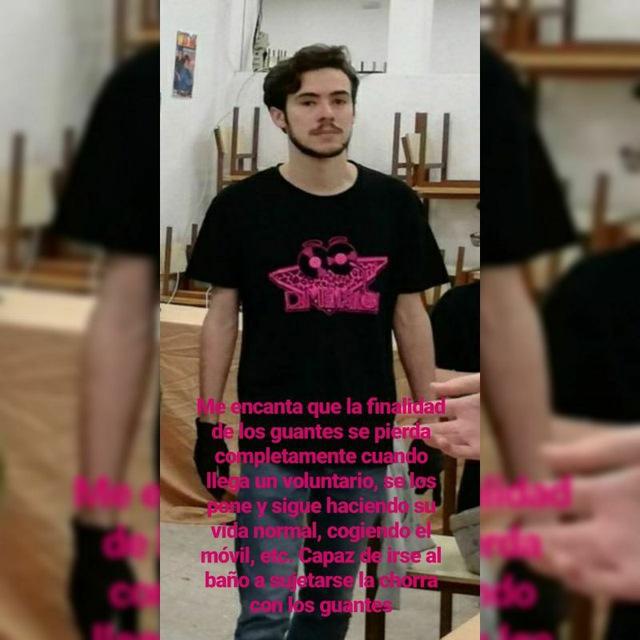 Me encanta que la finalidad
de los guantes se pierda
completamente cuando
llega un voluntario, se los
pone y sigue haciendo su
vida normal, cogiendo el
móvil, etc. Capaz de irse al
baño a sujetarse la chorra
con los guantes